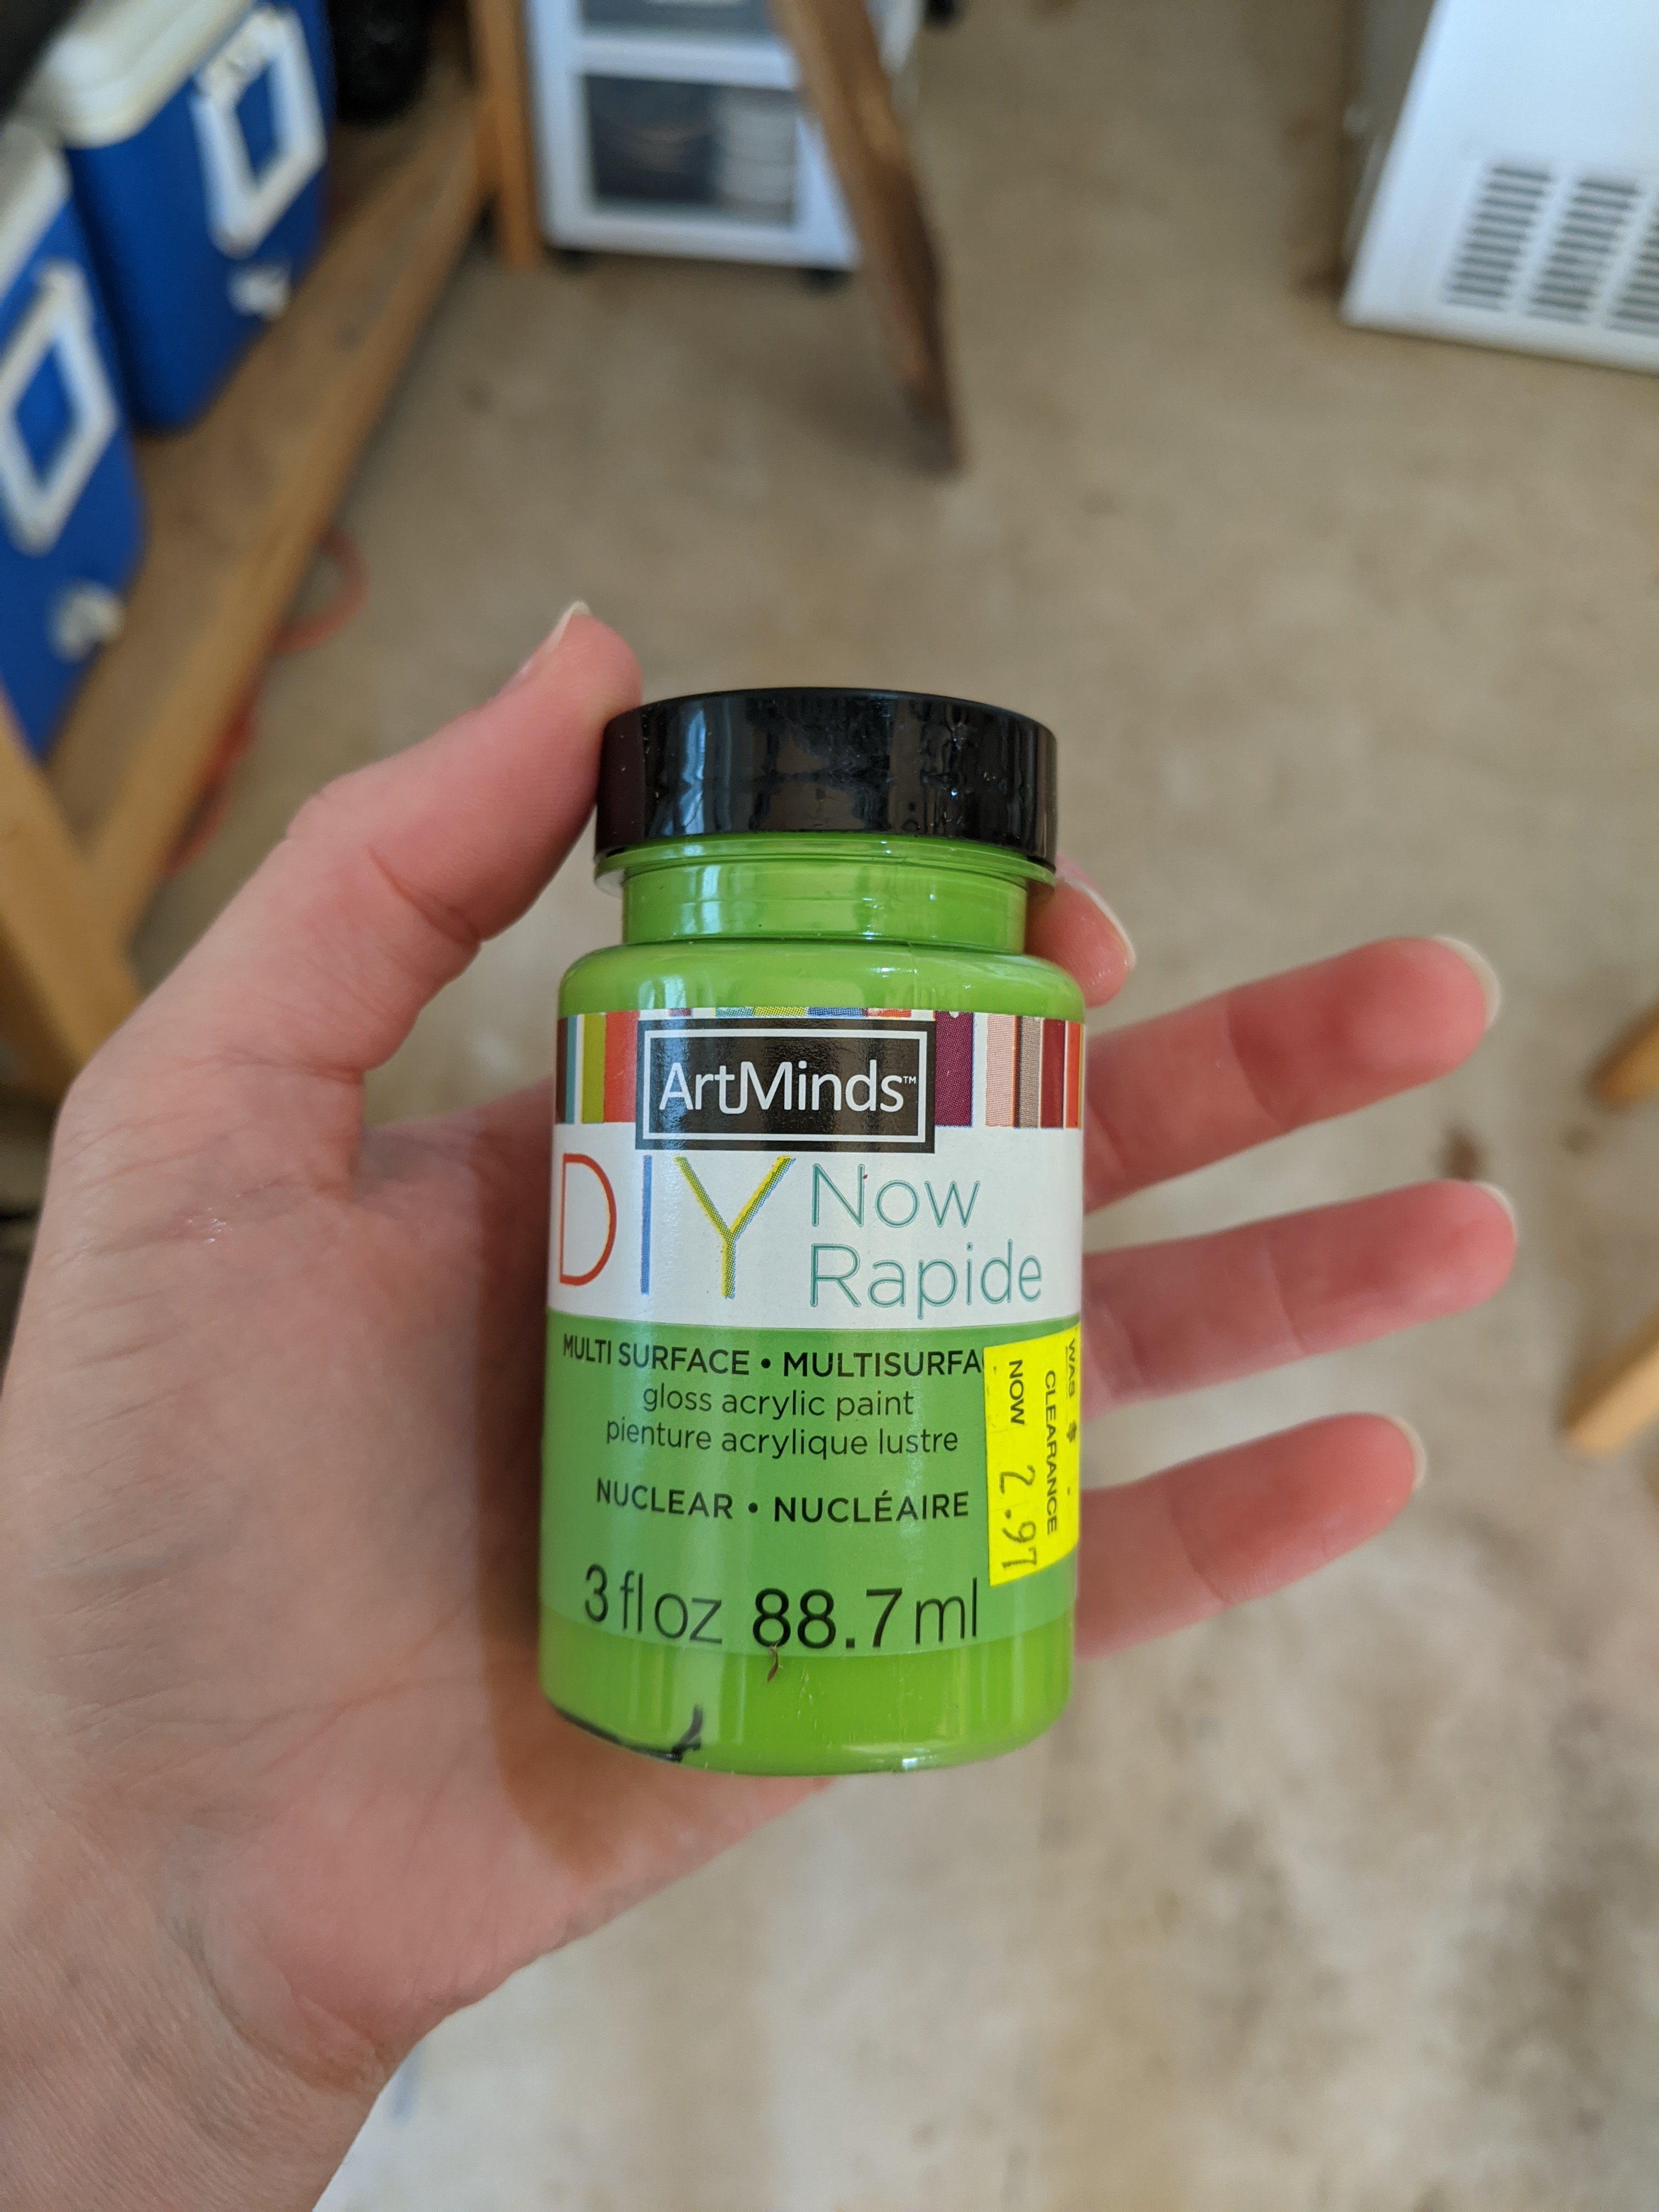 ArtMinds™
DIY Now
Rapide
MULTI SURFACE • MULTISURFA
gloss acrylic paint
pienture acrylique lustre
NUCLEAR • NUCLÉAIRE
3 fl oz 88.7 ml
WAS $
CLEARANCE
NOW 2.97